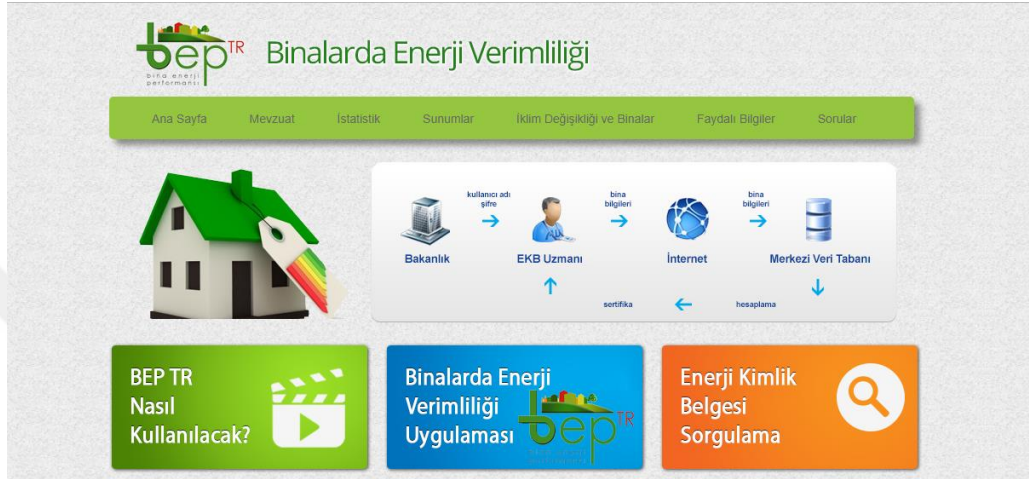 bep TR
bina enerji
performansı
Binalarda Enerji Verimliliği
Ana Sayfa Mevzuat İstatistik Sunumlar İklim Değişikliği ve Binalar Faydalı Bilgiler Sorular
kullanıcı adı
şifre
bina
bilgileri
bina
bilgileri
Bakanlık EKB Uzmanı İnternet Merkezi Veri Tabanı
sertifika hesaplama
BEP TR
Nasıl
Kullanılacak?
Binalarda Enerji
Verimliliği
Uygulaması
bep TR
Enerji Kimlik
Belgesi
Sorgulama